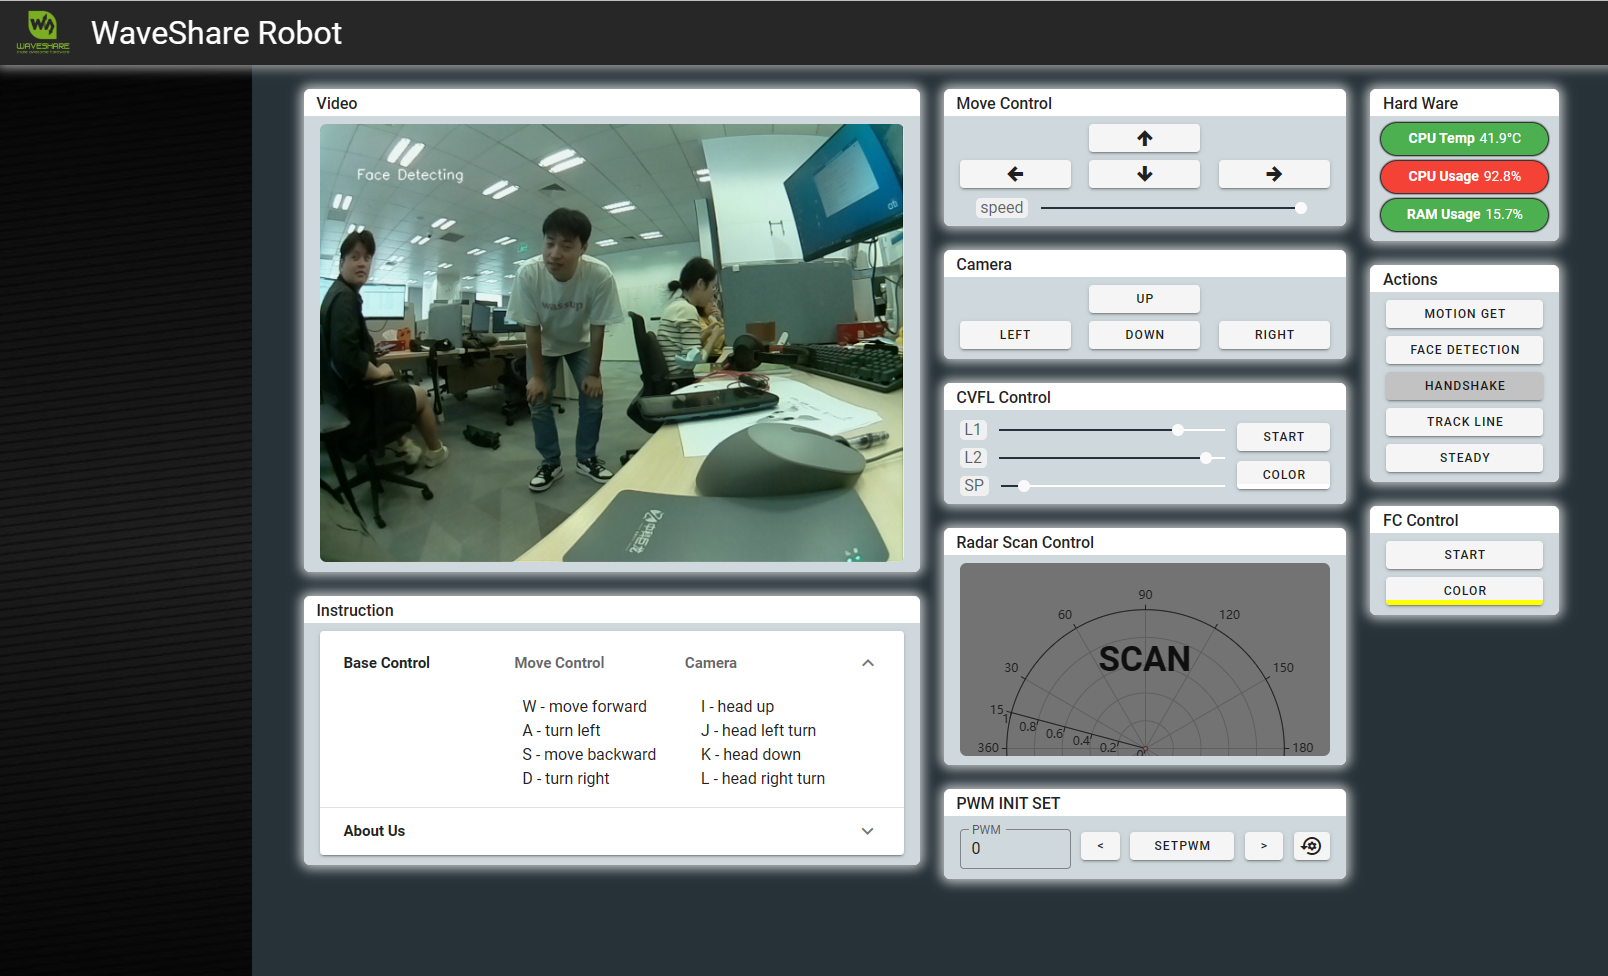 WAVESHARE
WaveShare Robot
Video
Face Detecting
wassup
Instruction
Base Control
Move Control
Camera
W - move forward
A - turn left
S - move backward
D - turn right
I - head up
J - head left turn
K - head down
L - head right turn
About Us
Move Control
speed
Camera
UP
LEFT
DOWN
RIGHT
CVFL Control
L1
L2
SP
START
COLOR
Radar Scan Control
90
60
120
30
150
15
360
180
1
0.8
0.6
0.4
0.2
0
SCAN
PWM INIT SET
PWM
0
<
SETPWM
>
Hard Ware
CPU Temp 41.9°C
CPU Usage 92.8%
RAM Usage 15.7%
Actions
MOTION GET
FACE DETECTION
HANDSHAKE
TRACK LINE
STEADY
FC Control
START
COLOR